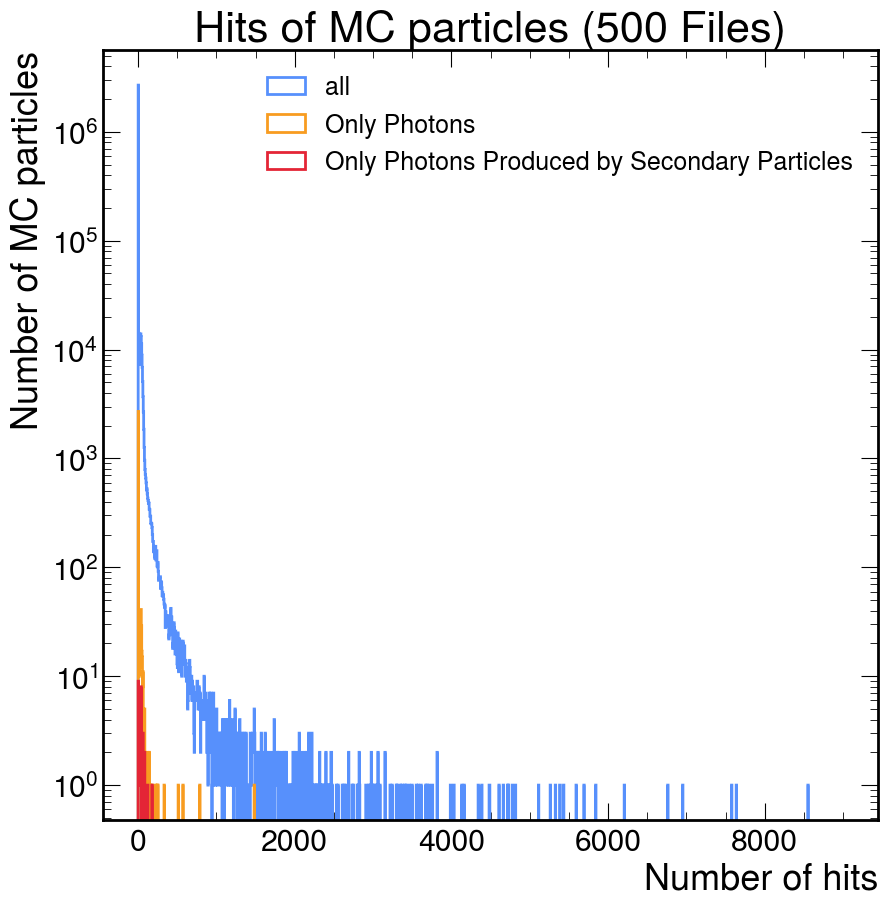 Hits of MC particles (500 Files)
all
Only Photons
Only Photons Produced by Secondary Particles
Number of MC particles
10^6
10^5
10^4
10^3
10^2
10^1
10^0
0 2000 4000 6000 8000
Number of hits